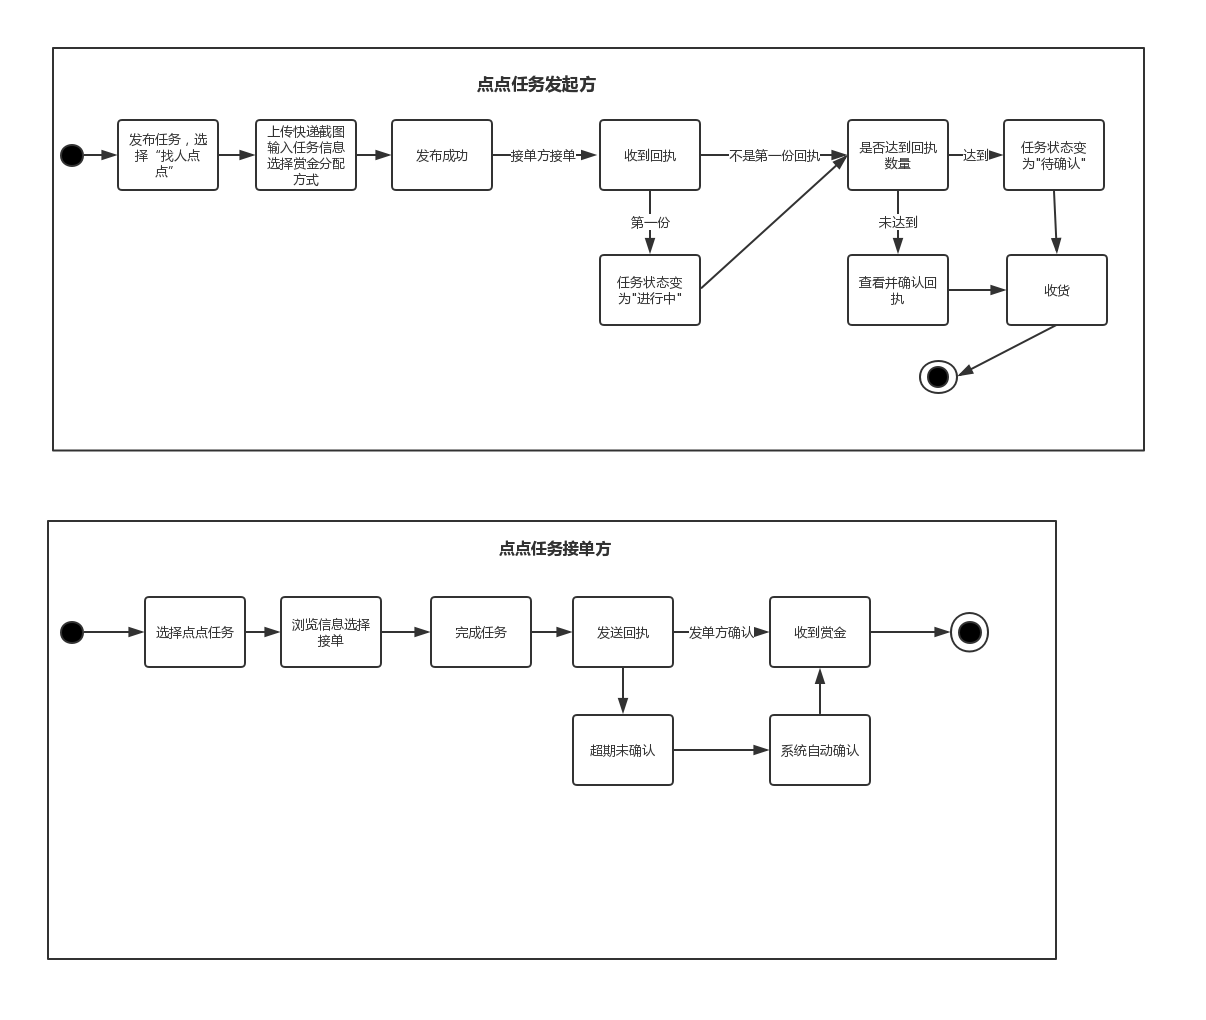 点点任务发起方
发布任务，选
择“找人点
点”
上传快递截图
输入任务信息
选择赏金分配
方式
发布成功
接单方接单
收到回执
不是第一份回执
是否达到回执
数量
达到
任务状态变
为"待确认"
第一份
未达到
任务状态变
为"进行中"
查看并确认回
执
收货
点点任务接单方
选择点点任务
浏览信息选择
接单
完成任务
发送回执
发单方确认
收到赏金
超期未确认
系统自动确认